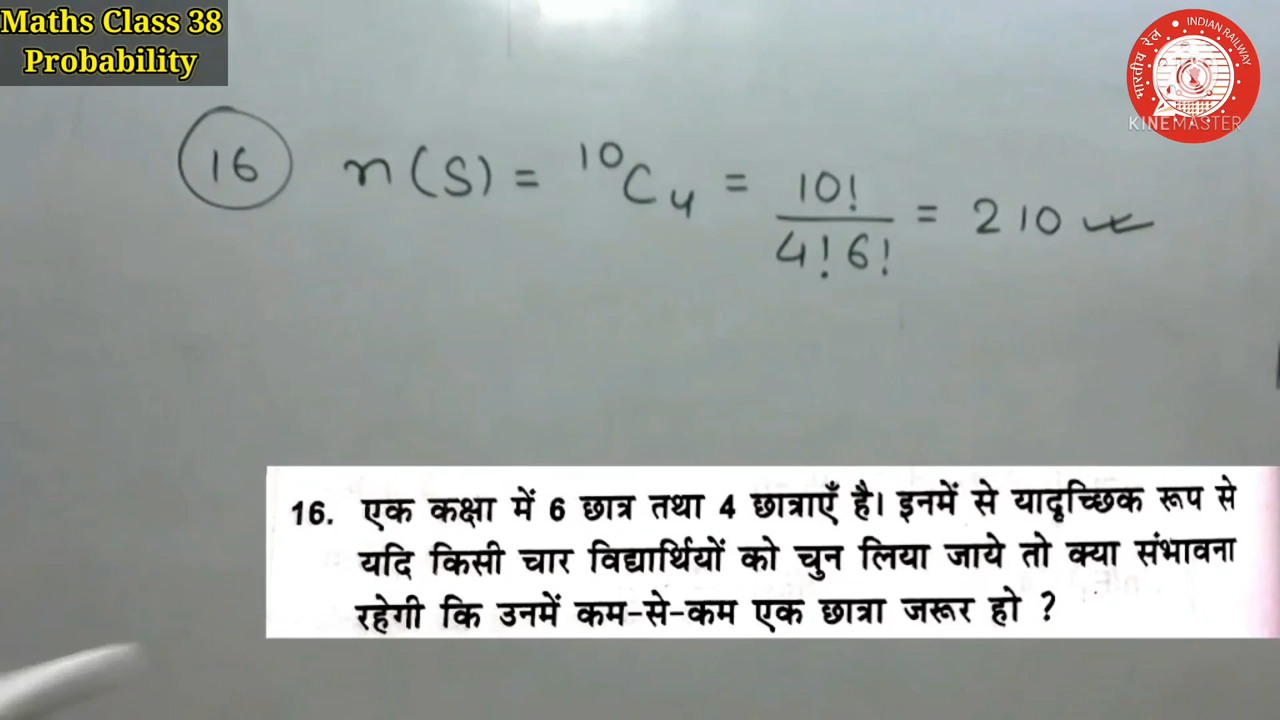 Maths Class 38
Probability
भारतीय रेल
INDIAN RAILWAY
KINEMASTER
16 n(S) = ¹⁰C₄ = 10!/4!6! = 210
16. एक कक्षा में 6 छात्र तथा 4 छात्राएँ है। इनमें से यादृच्छिक रूप से
यदि किसी चार विद्यार्थियों को चुन लिया जाये तो क्या संभावना
रहेगी कि उनमें कम-से-कम एक छात्रा जरूर हो ?